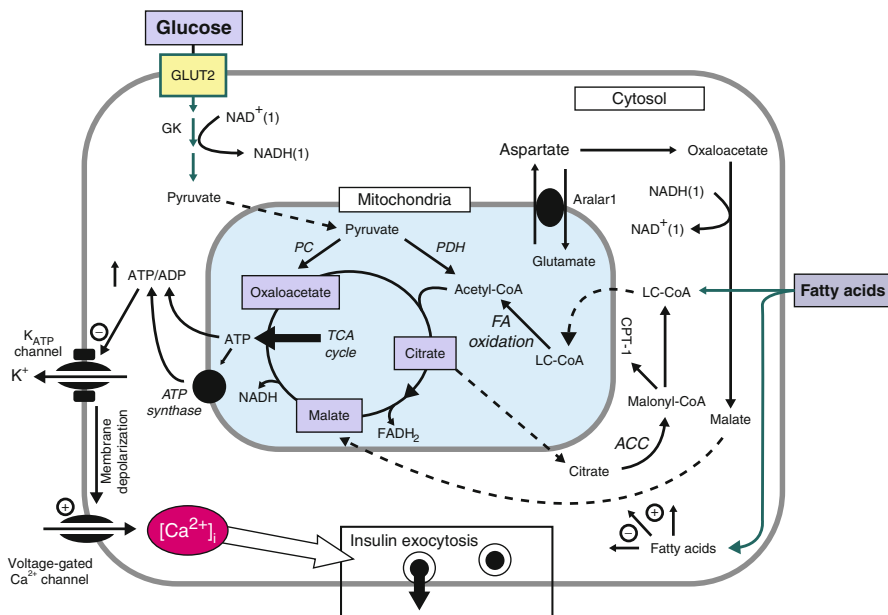 Glucose
GLUT2
Cytosol
GK
NAD+(1)
NADH(1)
Pyruvate
Aspartate
Oxaloacetate
Mitochondria
Aralar1
NADH(1)
NAD+(1)
Pyruvate
PC
PDH
Glutamate
ATP/ADP
Oxaloacetate
Acetyl-CoA
LC-CoA
Fatty acids
FA
oxidation
KATP
channel
−
ATP
TCA
cycle
Citrate
LC-CoA
CPT-1
K+
ATP
synthase
NADH
Malate
FADH2
Malonyl-CoA
Malate
ACC
Citrate
Membrane
depolarization
+
[Ca2+]i
Voltage-gated
Ca2+ channel
Insulin exocytosis
−
+
Fatty acids